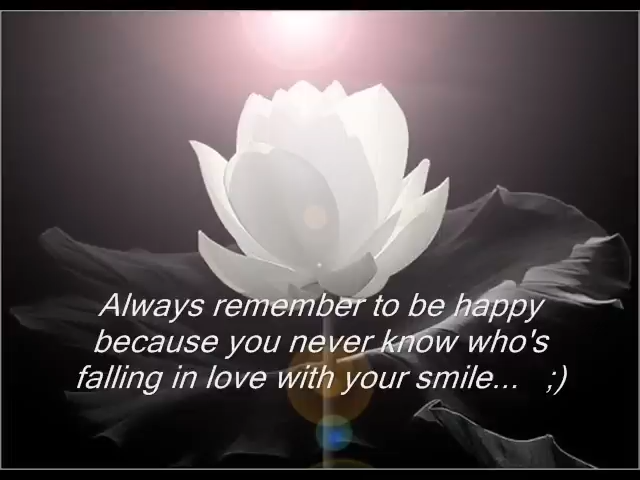 Always remember to be happy
because you never know who's
falling in love with your smile... ;)